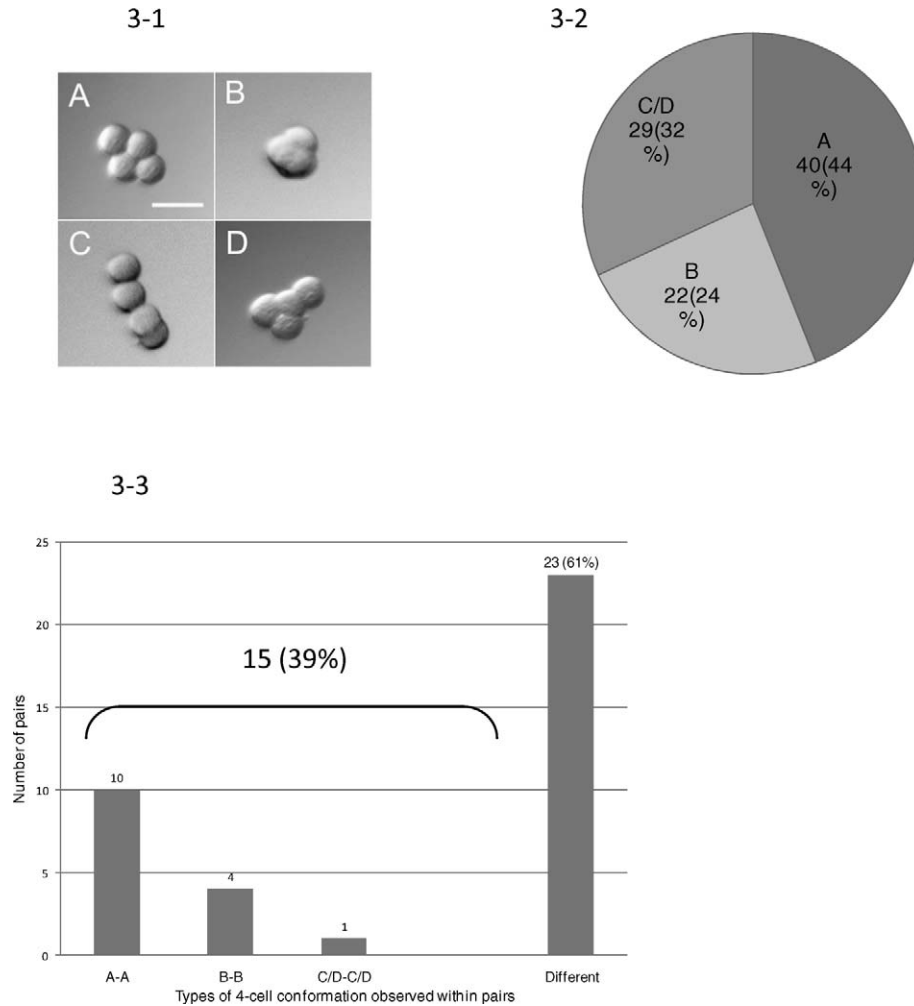 3-1
3-2
A
B
C
D
C/D
29(32
%)
A
40(44
%)
B
22(24
%)
3-3
25
20
15
10
5
0
Number of pairs
15 (39%)
10
4
1
23 (61%)
A-A
B-B
C/D-C/D
Different
Types of 4-cell conformation observed within pairs